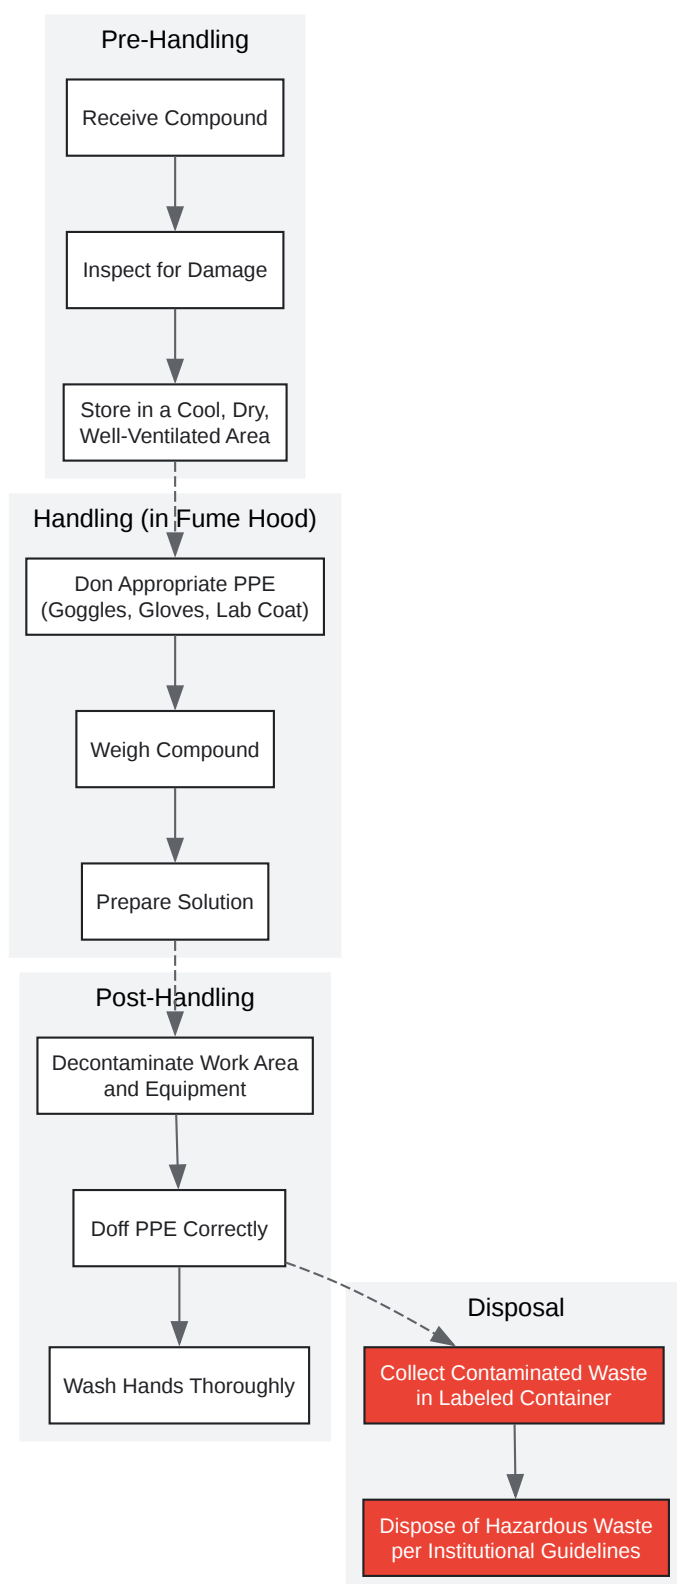 Pre-Handling
Receive Compound
Inspect for Damage
Store in a Cool, Dry,
Well-Ventilated Area
Handling (in Fume Hood)
Don Appropriate PPE
(Goggles, Gloves, Lab Coat)
Weigh Compound
Prepare Solution
Post-Handling
Decontaminate Work Area
and Equipment
Doff PPE Correctly
Wash Hands Thoroughly
Disposal
Collect Contaminated Waste
in Labeled Container
Dispose of Hazardous Waste
per Institutional Guidelines